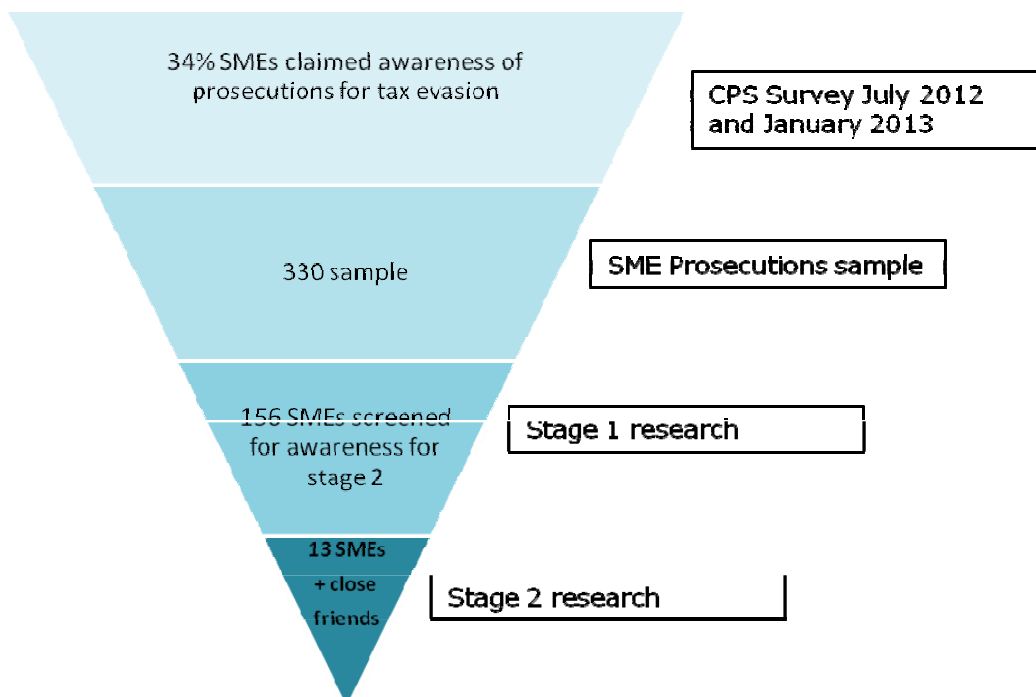 34% SMEs claimed awareness of
prosecutions for tax evasion
CPS Survey July 2012
and January 2013
330 sample
SME Prosecutions sample
156 SMEs screened
for awareness for
stage 2
Stage 1 research
13 SMEs
+ close
friends
Stage 2 research